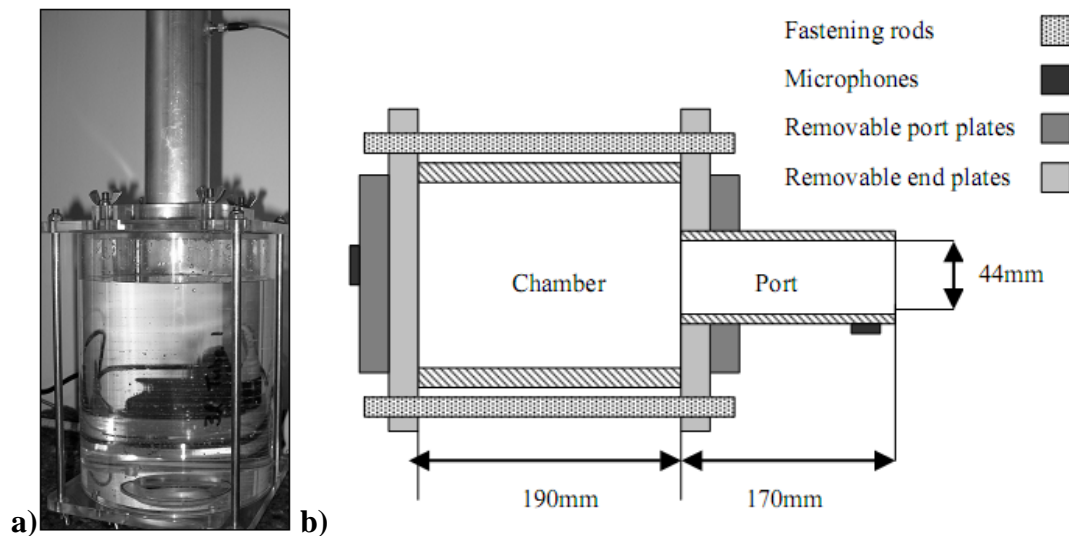 Fastening rods
Microphones
Removable port plates
Removable end plates
Chamber
Port
44mm
190mm
170mm
a)
b)